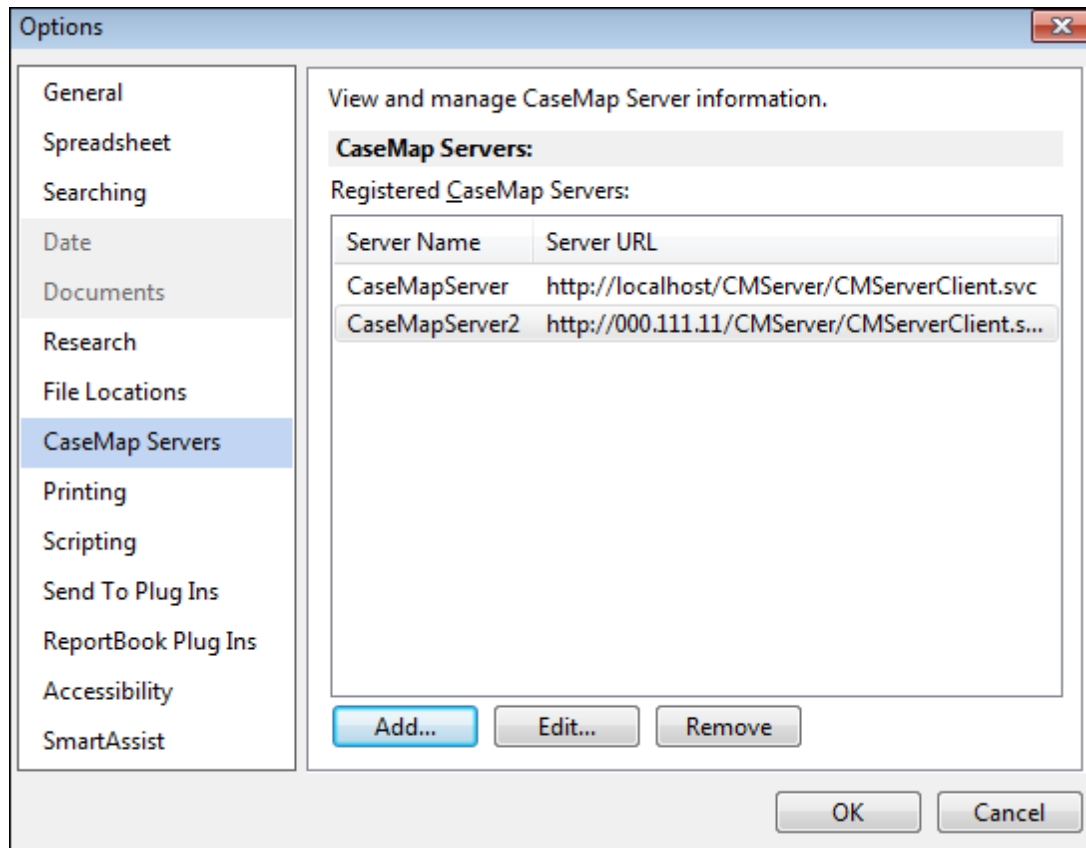 Options
General
Spreadsheet
Searching
Date
Documents
Research
File Locations
CaseMap Servers
Printing
Scripting
Send To Plug Ins
ReportBook Plug Ins
Accessibility
SmartAssist
View and manage CaseMap Server information.
CaseMap Servers:
Registered CaseMap Servers:
Server Name Server URL
CaseMapServer http://localhost/CMServer/CMServerClient.svc
CaseMapServer2 http://000.111.11/CMServer/CMServerClient.s...
Add... Edit... Remove
OK Cancel